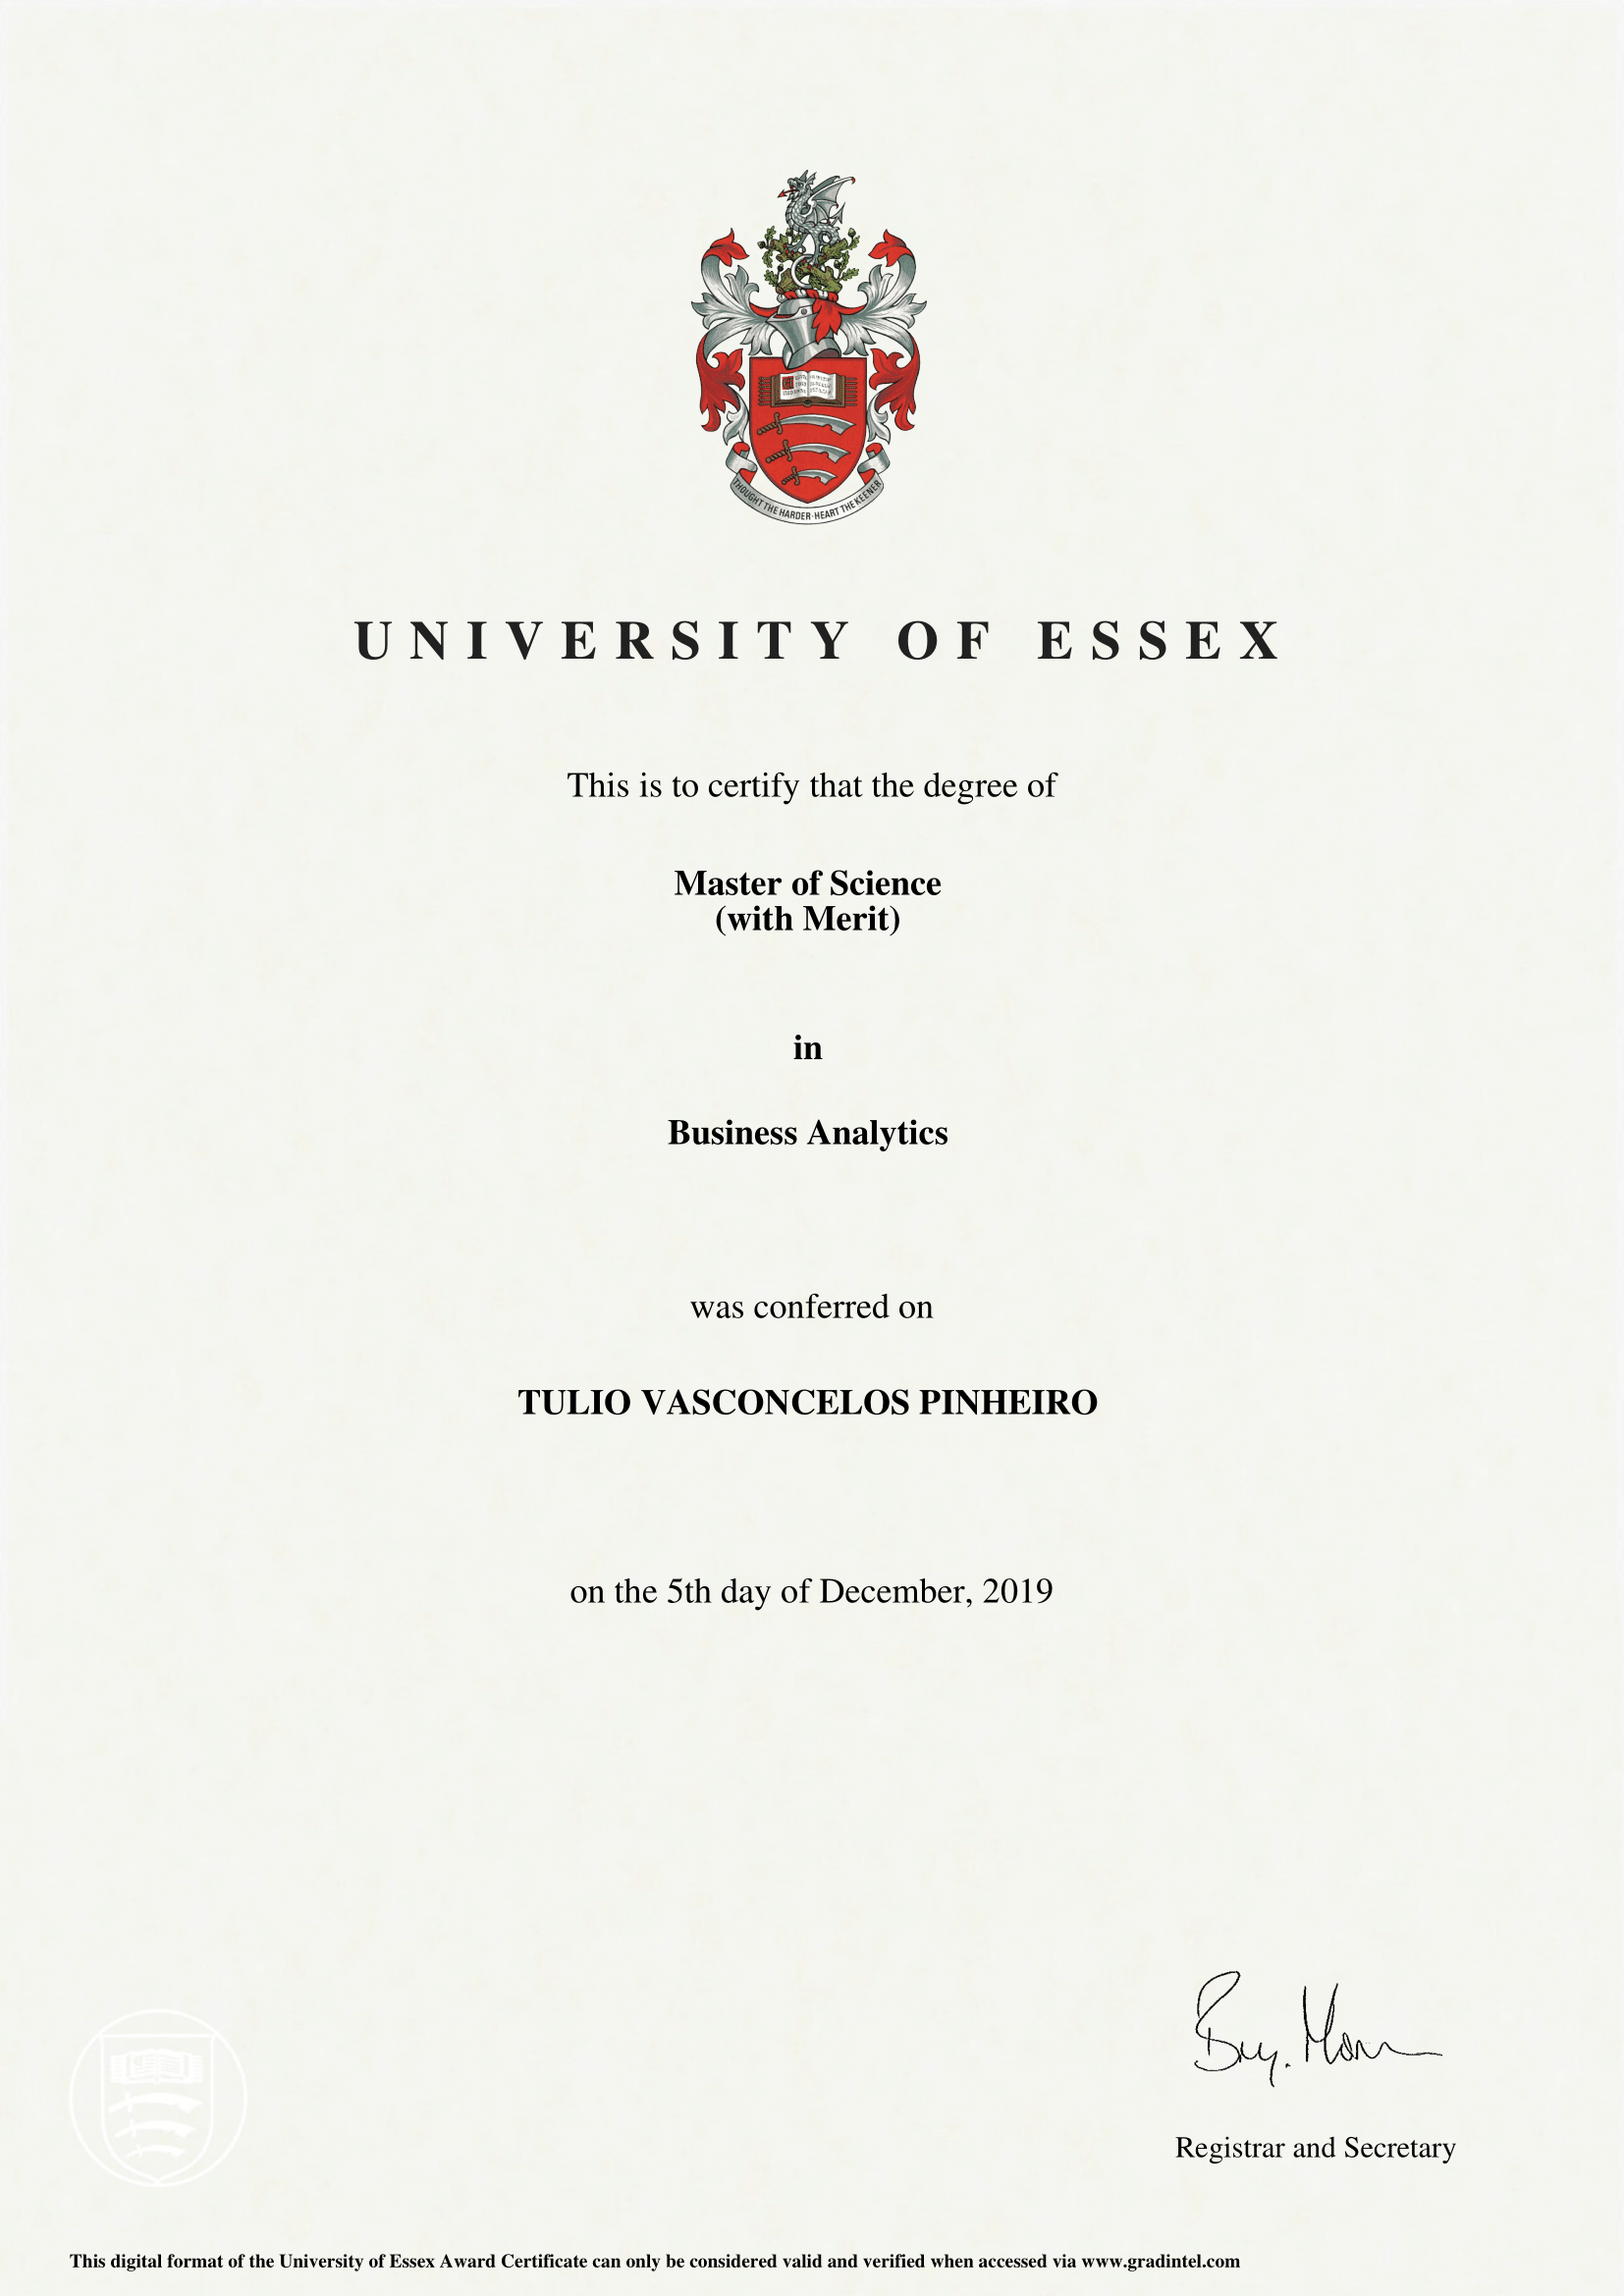 THOUGHT THE HARDER · HEART THE KEENER
UNIVERSITY OF ESSEX
This is to certify that the degree of
Master of Science
(with Merit)
in
Business Analytics
was conferred on
TULIO VASCONCELOS PINHEIRO
on the 5th day of December, 2019
Registrar and Secretary
This digital format of the University of Essex Award Certificate can only be considered valid and verified when accessed via www.gradintel.com